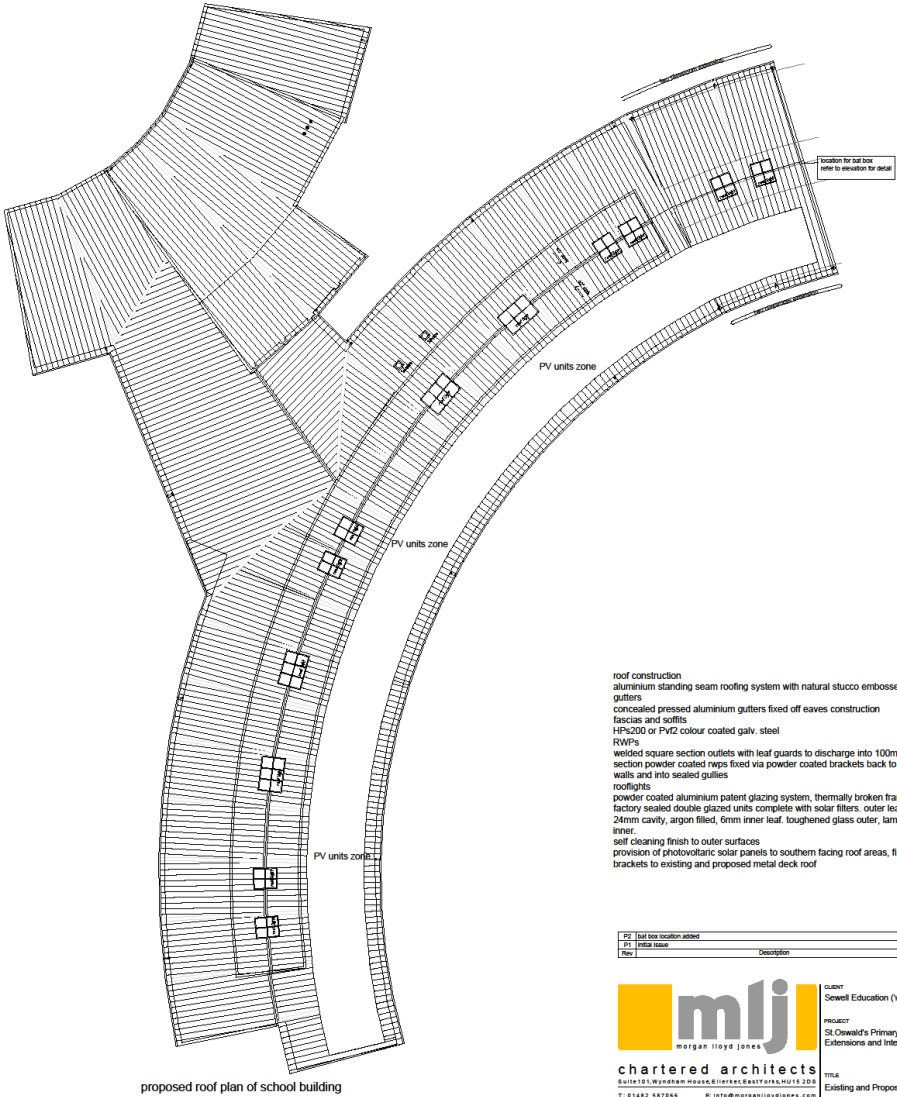 location for bat box
refer to elevation for detail
PV units zone
PV units zone
PV units zone
roof construction
aluminium standing seam roofing system with natural stucco embosse
gutters
concealed pressed aluminium gutters fixed off eaves construction
fascias and soffits
HPs200 or Pvf2 colour coated galv. steel
RWPs
welded square section outlets with leaf guards to discharge into 100m
section powder coated rwps fixed via powder coated brackets back to
walls and into sealed gullies
rooflights
powder coated aluminium patent glazing system, thermally broken fra
factory sealed double glazed units complete with solar filters. outer lea
24mm cavity, argon filled, 6mm inner leaf. toughened glass outer, lam
inner.
self cleaning finish to outer surfaces
provision of photovoltaic solar panels to southern facing roof areas, fi
brackets to existing and proposed metal deck roof
P2 bat box location added
P1 Initial Issue
Rev Description
mlj
morgan lloyd jones
chartered architects
Suite101,Wyndham House,Ellerker,EastYorks,HU15 2DS
T: 01482 587066 E: info@morganlloydjones.com
CLIENT
Sewell Education (Y
PROJECT
St.Oswald's Primary
Extensions and Inte
TITLE
Existing and Propos
proposed roof plan of school building